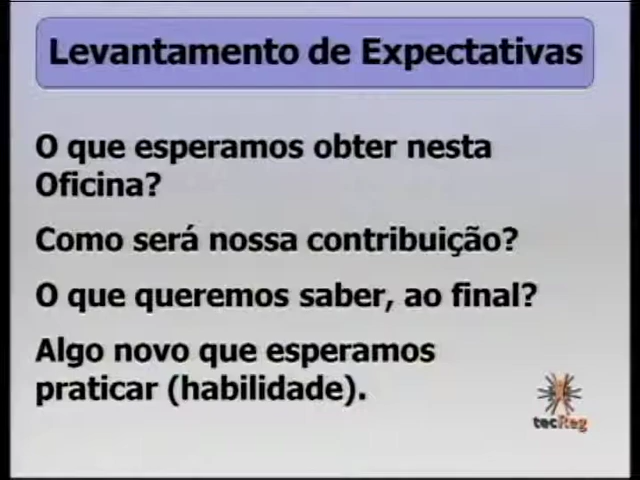 Levantamento de Expectativas
O que esperamos obter nesta
Oficina?
Como será nossa contribuição?
O que queremos saber, ao final?
Algo novo que esperamos
praticar (habilidade).
tecReg